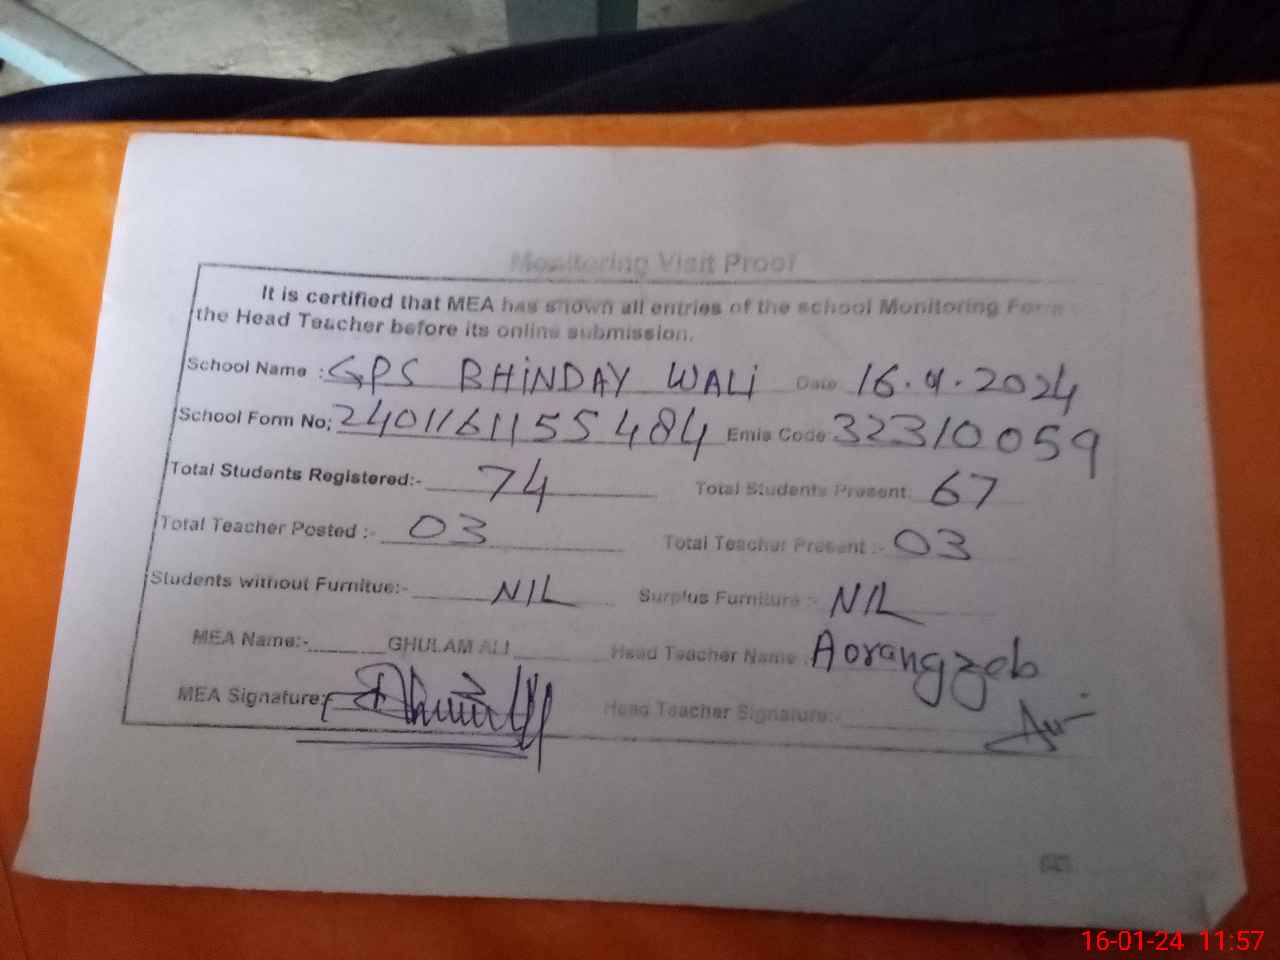 Monitoring Visit Proof
It is certified that MEA has shown all entries of the school Monitoring Form
the Head Teacher before its online submission.
School Name : GPS BHINDAY WALI Date 16.01.2024
School Form No; 2401161155484 Emis Code: 32310059
Total Students Registered:- 74 Total Students Present: 67
Total Teacher Posted :- 03 Total Teacher Present :- 03
Students without Furnitue:- NIL Surplus Furniture :- NIL
MEA Name:- GHULAM ALI Head Teacher Name : Aorangzeb
MEA Signature: Head Teacher Signature:-
16-01-24 11:57